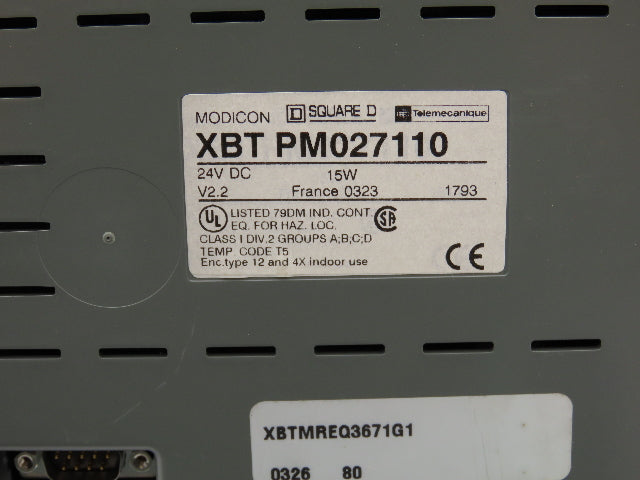 MODICON SQUARE D Telemecanique
XBT PM027110
24V DC 15W
V2.2 France 0323 1793
UL LISTED 79DM IND. CONT.
EQ. FOR HAZ. LOC.
CLASS I DIV.2 GROUPS A;B,C;D
TEMP. CODE T5
Enc.type 12 and 4X indoor use
CE
XBTMREQ3671G1
0326 80